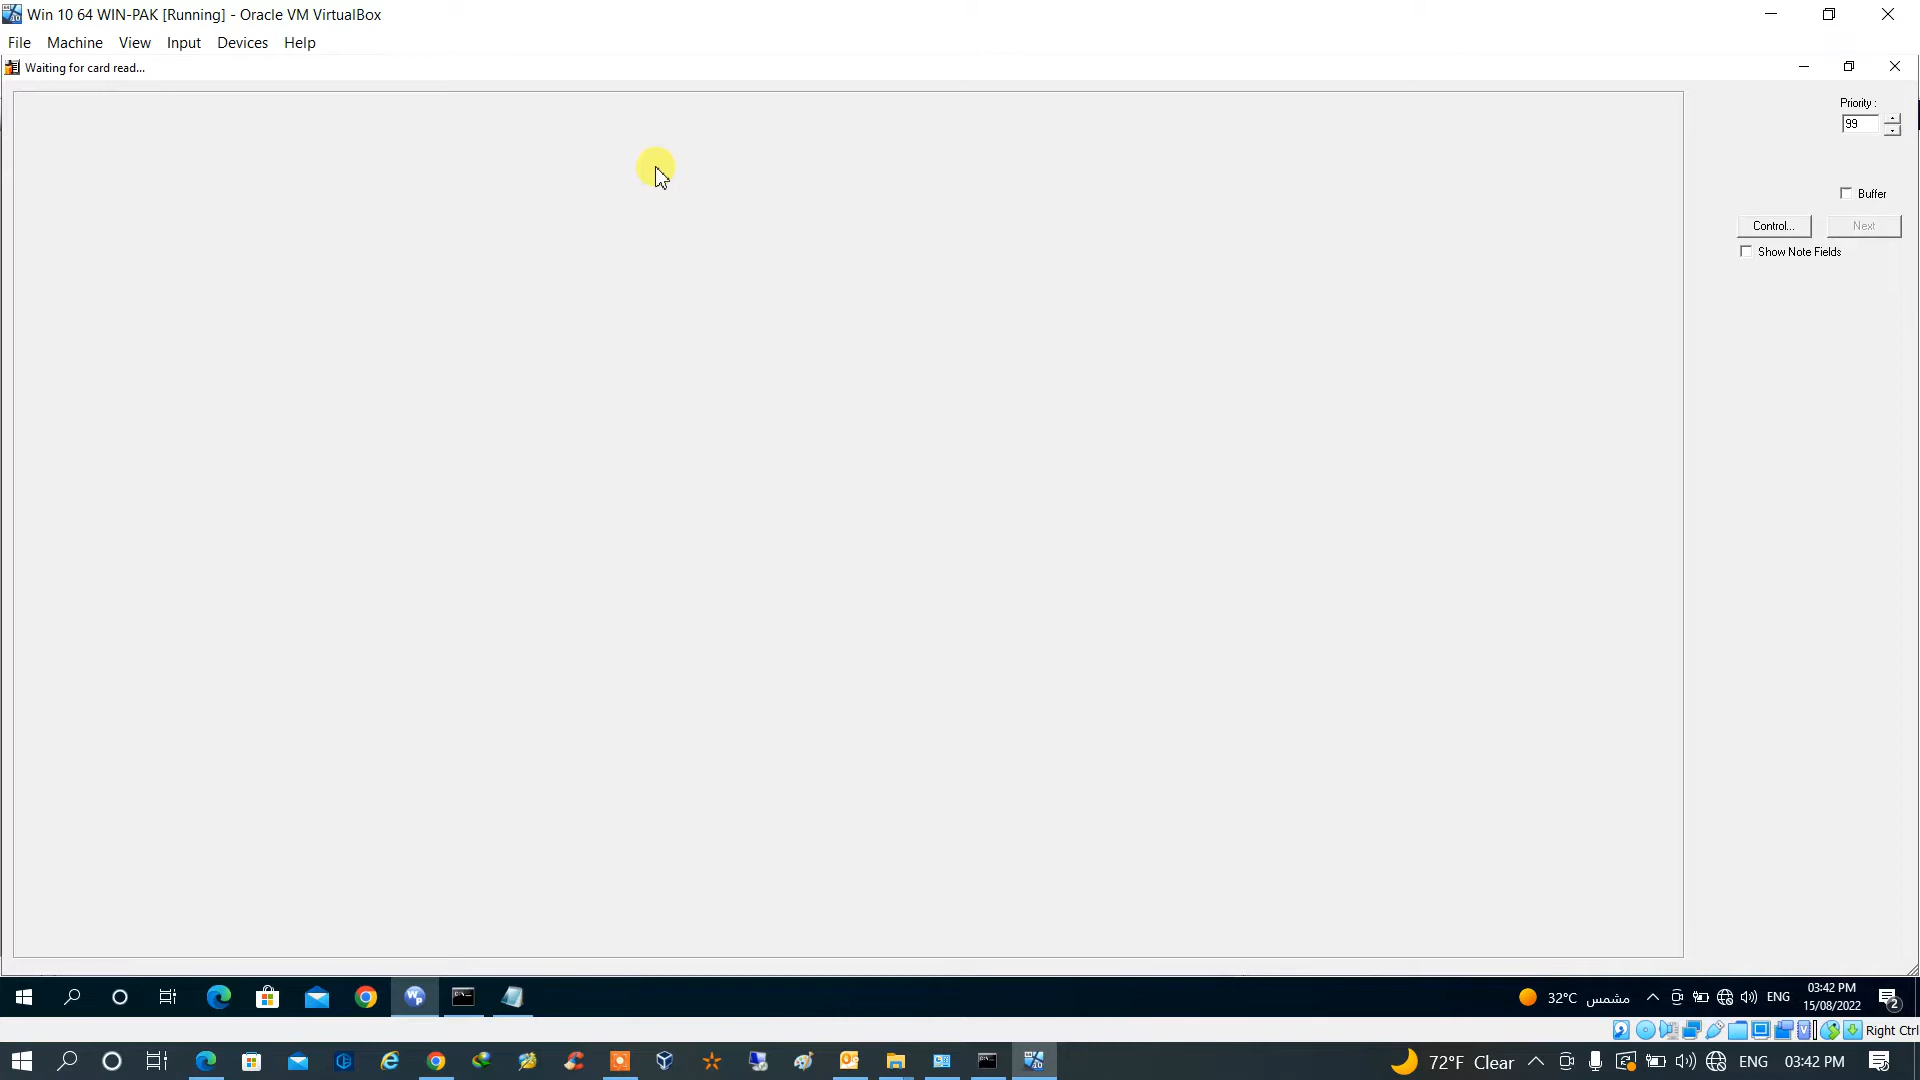 Win 10 64 WIN-PAK [Running] - Oracle VM VirtualBox
File Machine View Input Devices Help
Waiting for card read...
Priority :
99
Buffer
Control... Next
Show Note Fields
32°C مشمس ENG 03:42 PM
15/08/2022
2
Right Ctrl
72°F Clear ENG 03:42 PM